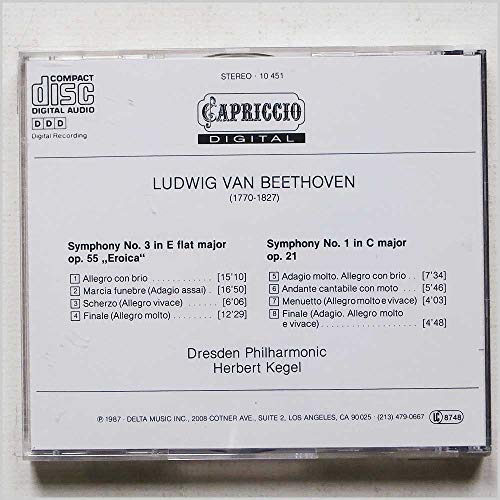 COMPACT
disc
DIGITAL AUDIO
DDD
Digital Recording
STEREO · 10 451
CAPRICCIO
DIGITAL
LUDWIG VAN BEETHOVEN
(1770-1827)
Symphony No. 3 in E flat major
op. 55 „Eroica“
1 Allegro con brio . . . . . . . . . . . . [15'10]
2 Marcia funebre (Adagio assai) . [16'50]
3 Scherzo (Allegro vivace) . . . . . . [6'06]
4 Finale (Allegro molto) . . . . . . . . [12'29]
Symphony No. 1 in C major
op. 21
5 Adagio molto. Allegro con brio . . [7'34]
6 Andante cantabile con moto . . . . [5'46]
7 Menuetto (Allegro molto e vivace) [4'03]
8 Finale (Adagio. Allegro molto
e vivace) . . . . . . . . . . . . . . . . . . . [4'48]
Dresden Philharmonic
Herbert Kegel
℗ 1987 · DELTA MUSIC INC., 2008 COTNER AVE., SUITE 2, LOS ANGELES, CA 90025 · (213) 479-0667
LC 8748